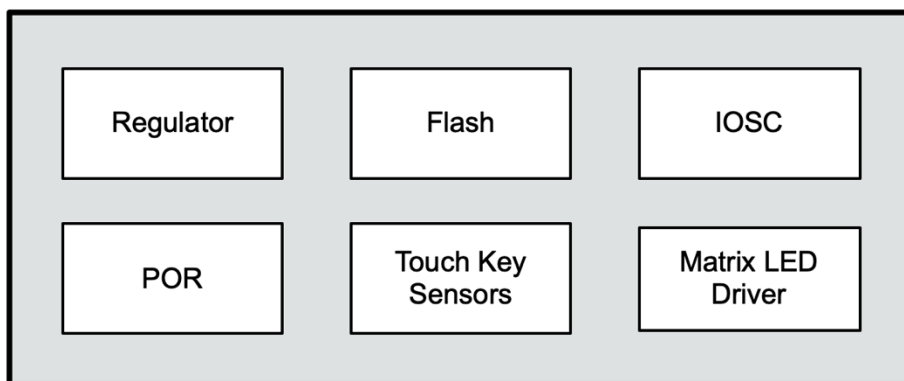 Regulator
Flash
IOSC
POR
Touch Key
Sensors
Matrix LED
Driver